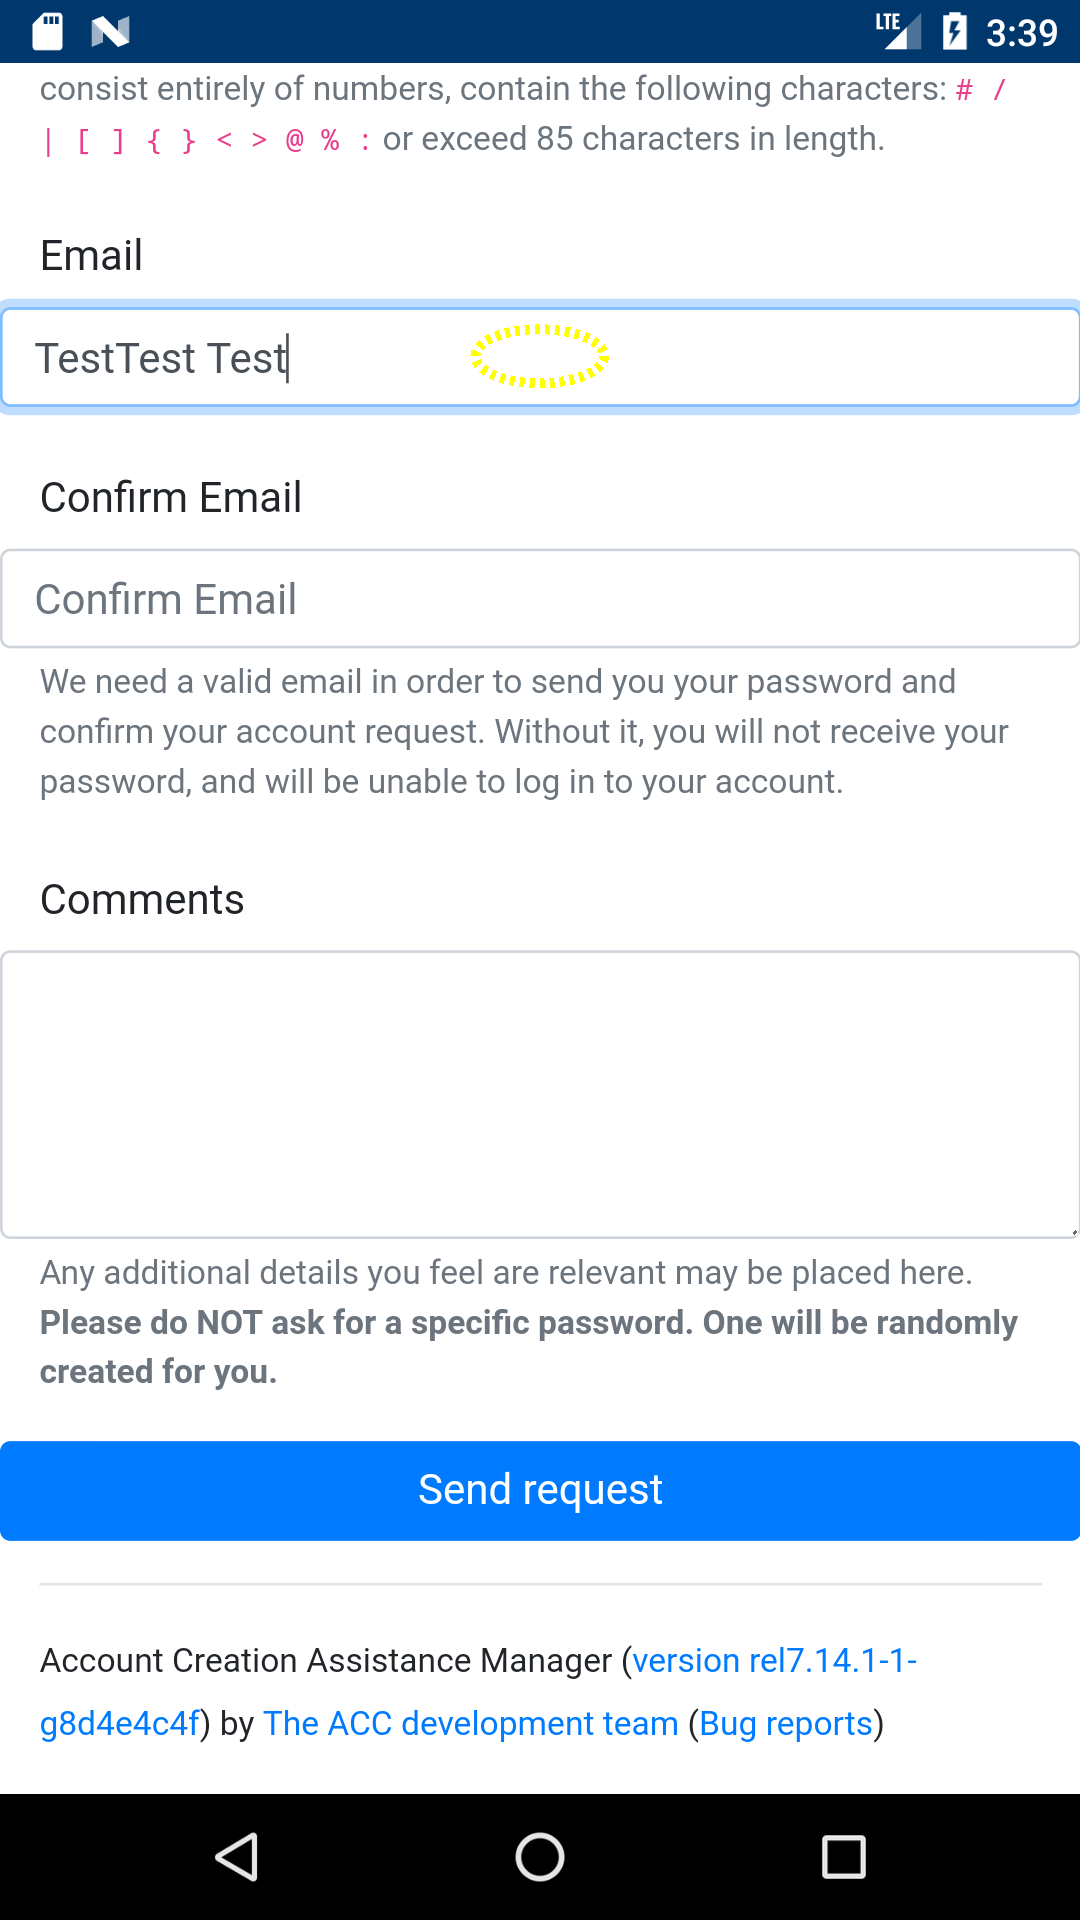 LTE 3:39
consist entirely of numbers, contain the following characters: # /
| [ ] { } < > @ % : or exceed 85 characters in length.
Email
TestTest Test
Confirm Email
Confirm Email
We need a valid email in order to send you your password and
confirm your account request. Without it, you will not receive your
password, and will be unable to log in to your account.
Comments
Any additional details you feel are relevant may be placed here.
Please do NOT ask for a specific password. One will be randomly
created for you.
Send request
Account Creation Assistance Manager (version rel7.14.1-1-
g8d4e4c4f) by The ACC development team (Bug reports)